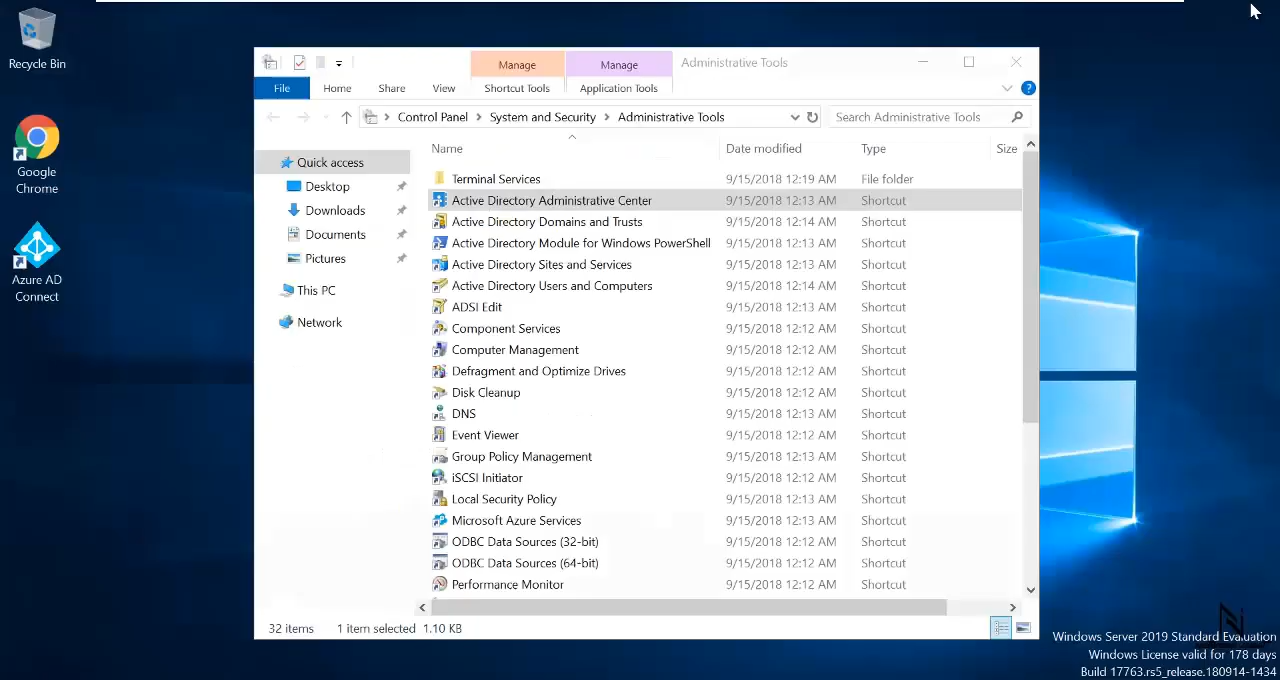 Recycle Bin
Google
Chrome
Azure AD
Connect
Manage
Manage
Administrative Tools
File
Home
Share
View
Shortcut Tools
Application Tools
Control Panel
System and Security
Administrative Tools
Search Administrative Tools
Quick access
Desktop
Downloads
Documents
Pictures
This PC
Network
Name Date modified Type Size
Terminal Services 9/15/2018 12:19 AM File folder
Active Directory Administrative Center 9/15/2018 12:13 AM Shortcut
Active Directory Domains and Trusts 9/15/2018 12:14 AM Shortcut
Active Directory Module for Windows PowerShell 9/15/2018 12:13 AM Shortcut
Active Directory Sites and Services 9/15/2018 12:13 AM Shortcut
Active Directory Users and Computers 9/15/2018 12:14 AM Shortcut
ADSI Edit 9/15/2018 12:13 AM Shortcut
Component Services 9/15/2018 12:12 AM Shortcut
Computer Management 9/15/2018 12:12 AM Shortcut
Defragment and Optimize Drives 9/15/2018 12:12 AM Shortcut
Disk Cleanup 9/15/2018 12:12 AM Shortcut
DNS 9/15/2018 12:13 AM Shortcut
Event Viewer 9/15/2018 12:12 AM Shortcut
Group Policy Management 9/15/2018 12:13 AM Shortcut
iSCSI Initiator 9/15/2018 12:12 AM Shortcut
Local Security Policy 9/15/2018 12:13 AM Shortcut
Microsoft Azure Services 9/15/2018 12:13 AM Shortcut
ODBC Data Sources (32-bit) 9/15/2018 12:12 AM Shortcut
ODBC Data Sources (64-bit) 9/15/2018 12:12 AM Shortcut
Performance Monitor 9/15/2018 12:12 AM Shortcut
32 items 1 item selected 1.10 KB
Windows Server 2019 Standard Evaluation
Windows License valid for 178 days
Build 17763.rs5_release.180914-1434